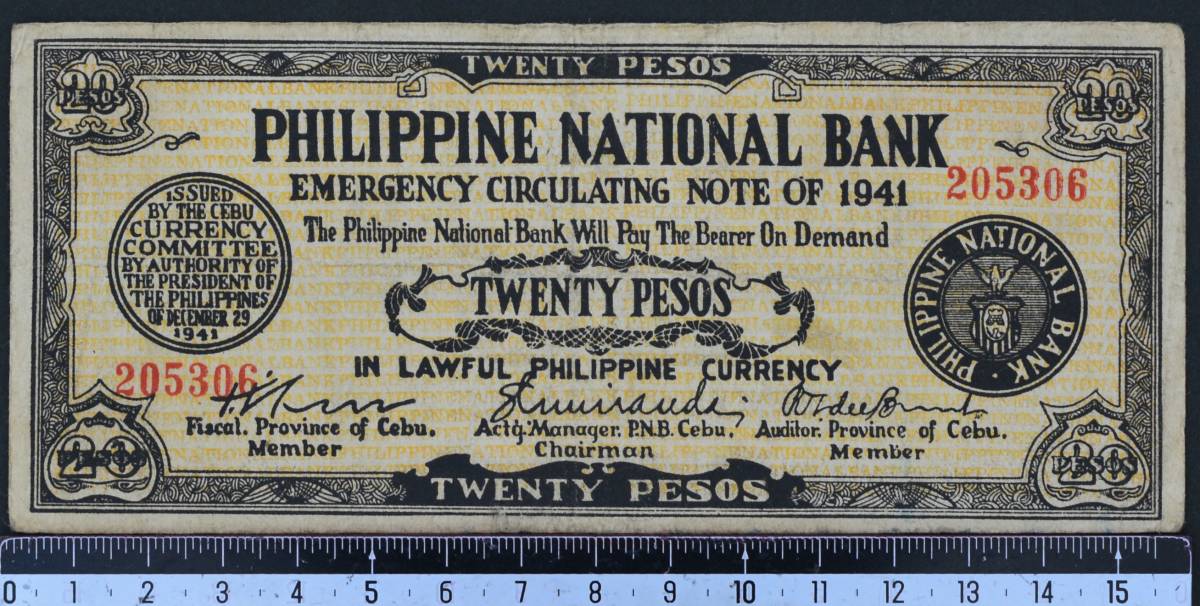 TWENTY PESOS
20 PESOS
20 PESOS
PHILIPPINE NATIONAL BANK
EMERGENCY CIRCULATING NOTE OF 1941
205306
The Philippine National Bank Will Pay The Bearer On Demand
ISSUED
BY THE CEBU
CURRENCY
COMMITTEE
BY AUTHORITY OF
THE PRESIDENT OF
THE PHILIPPINES
OF DECEMBER 29
1941
TWENTY PESOS
PHILIPPINE NATIONAL BANK
IN LAWFUL PHILIPPINE CURRENCY
205306
Fiscal. Province of Cebu.
Member
Actg. Manager. P.N.B. Cebu.
Chairman
Auditor. Province of Cebu.
Member
20 PESOS
20 PESOS
TWENTY PESOS
0 1 2 3 4 5 6 7 8 9 10 11 12 13 14 15